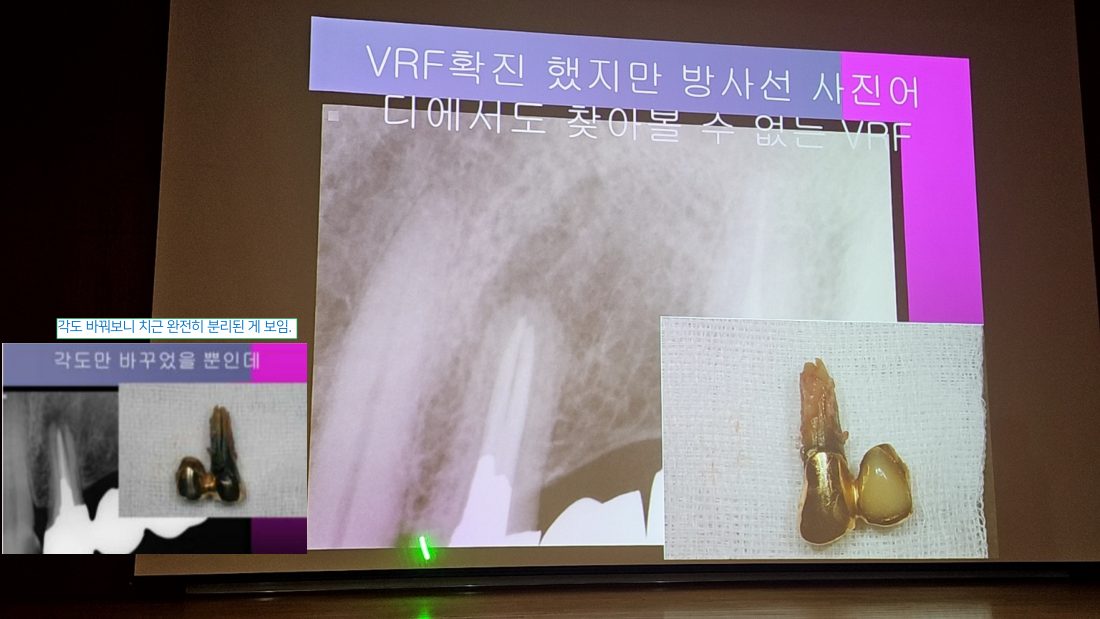 VRF확진 했지만 방사선 사진어
디에서도 찾아볼 수 없는 VRF
각도 바꿔보니 치근 완전히 분리된 게 보임.
각도만 바꾸었을 뿐인데